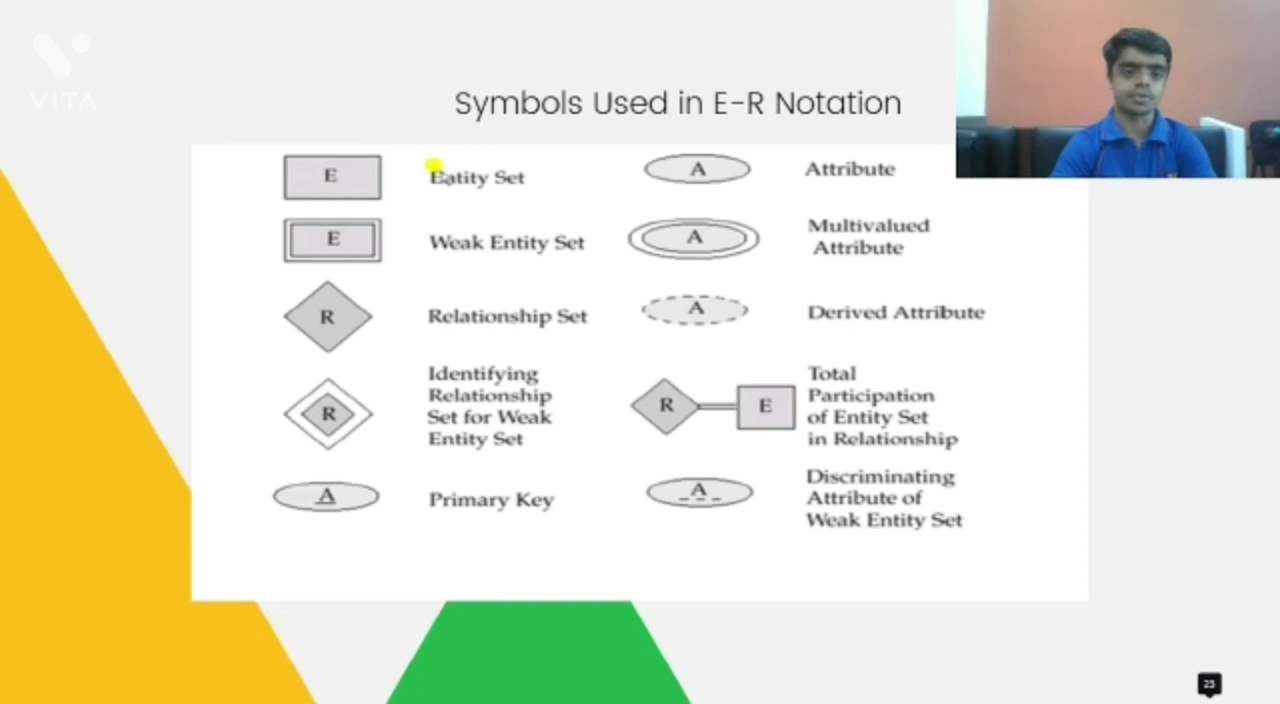 VITA
Symbols Used in E-R Notation
E
Entity Set
A
Attribute
E
Weak Entity Set
A
Multivalued
Attribute
R
Relationship Set
A
Derived Attribute
R
Identifying
Relationship
Set for Weak
Entity Set
R
E
Total
Participation
of Entity Set
in Relationship
A
Primary Key
A
Discriminating
Attribute of
Weak Entity Set
23